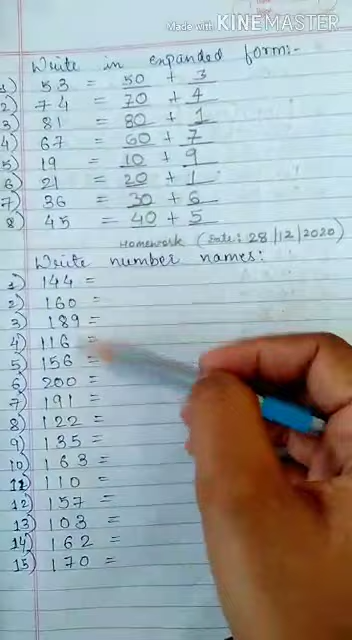 Made with KINEMASTER
Write in expanded form:-
1) 53 = 50 + 3
2) 74 = 70 + 4
3) 81 = 80 + 1
4) 67 = 60 + 7
5) 19 = 10 + 9
6) 21 = 20 + 1
7) 36 = 30 + 6
8) 45 = 40 + 5
Homework (Date: 28/12/2020)
Write number names:
1) 144 =
2) 160 =
3) 189 =
4) 116 =
5) 156 =
6) 200 =
7) 191 =
8) 122 =
9) 135 =
10) 163 =
11) 110 =
12) 157 =
13) 103 =
14) 162 =
15) 170 =